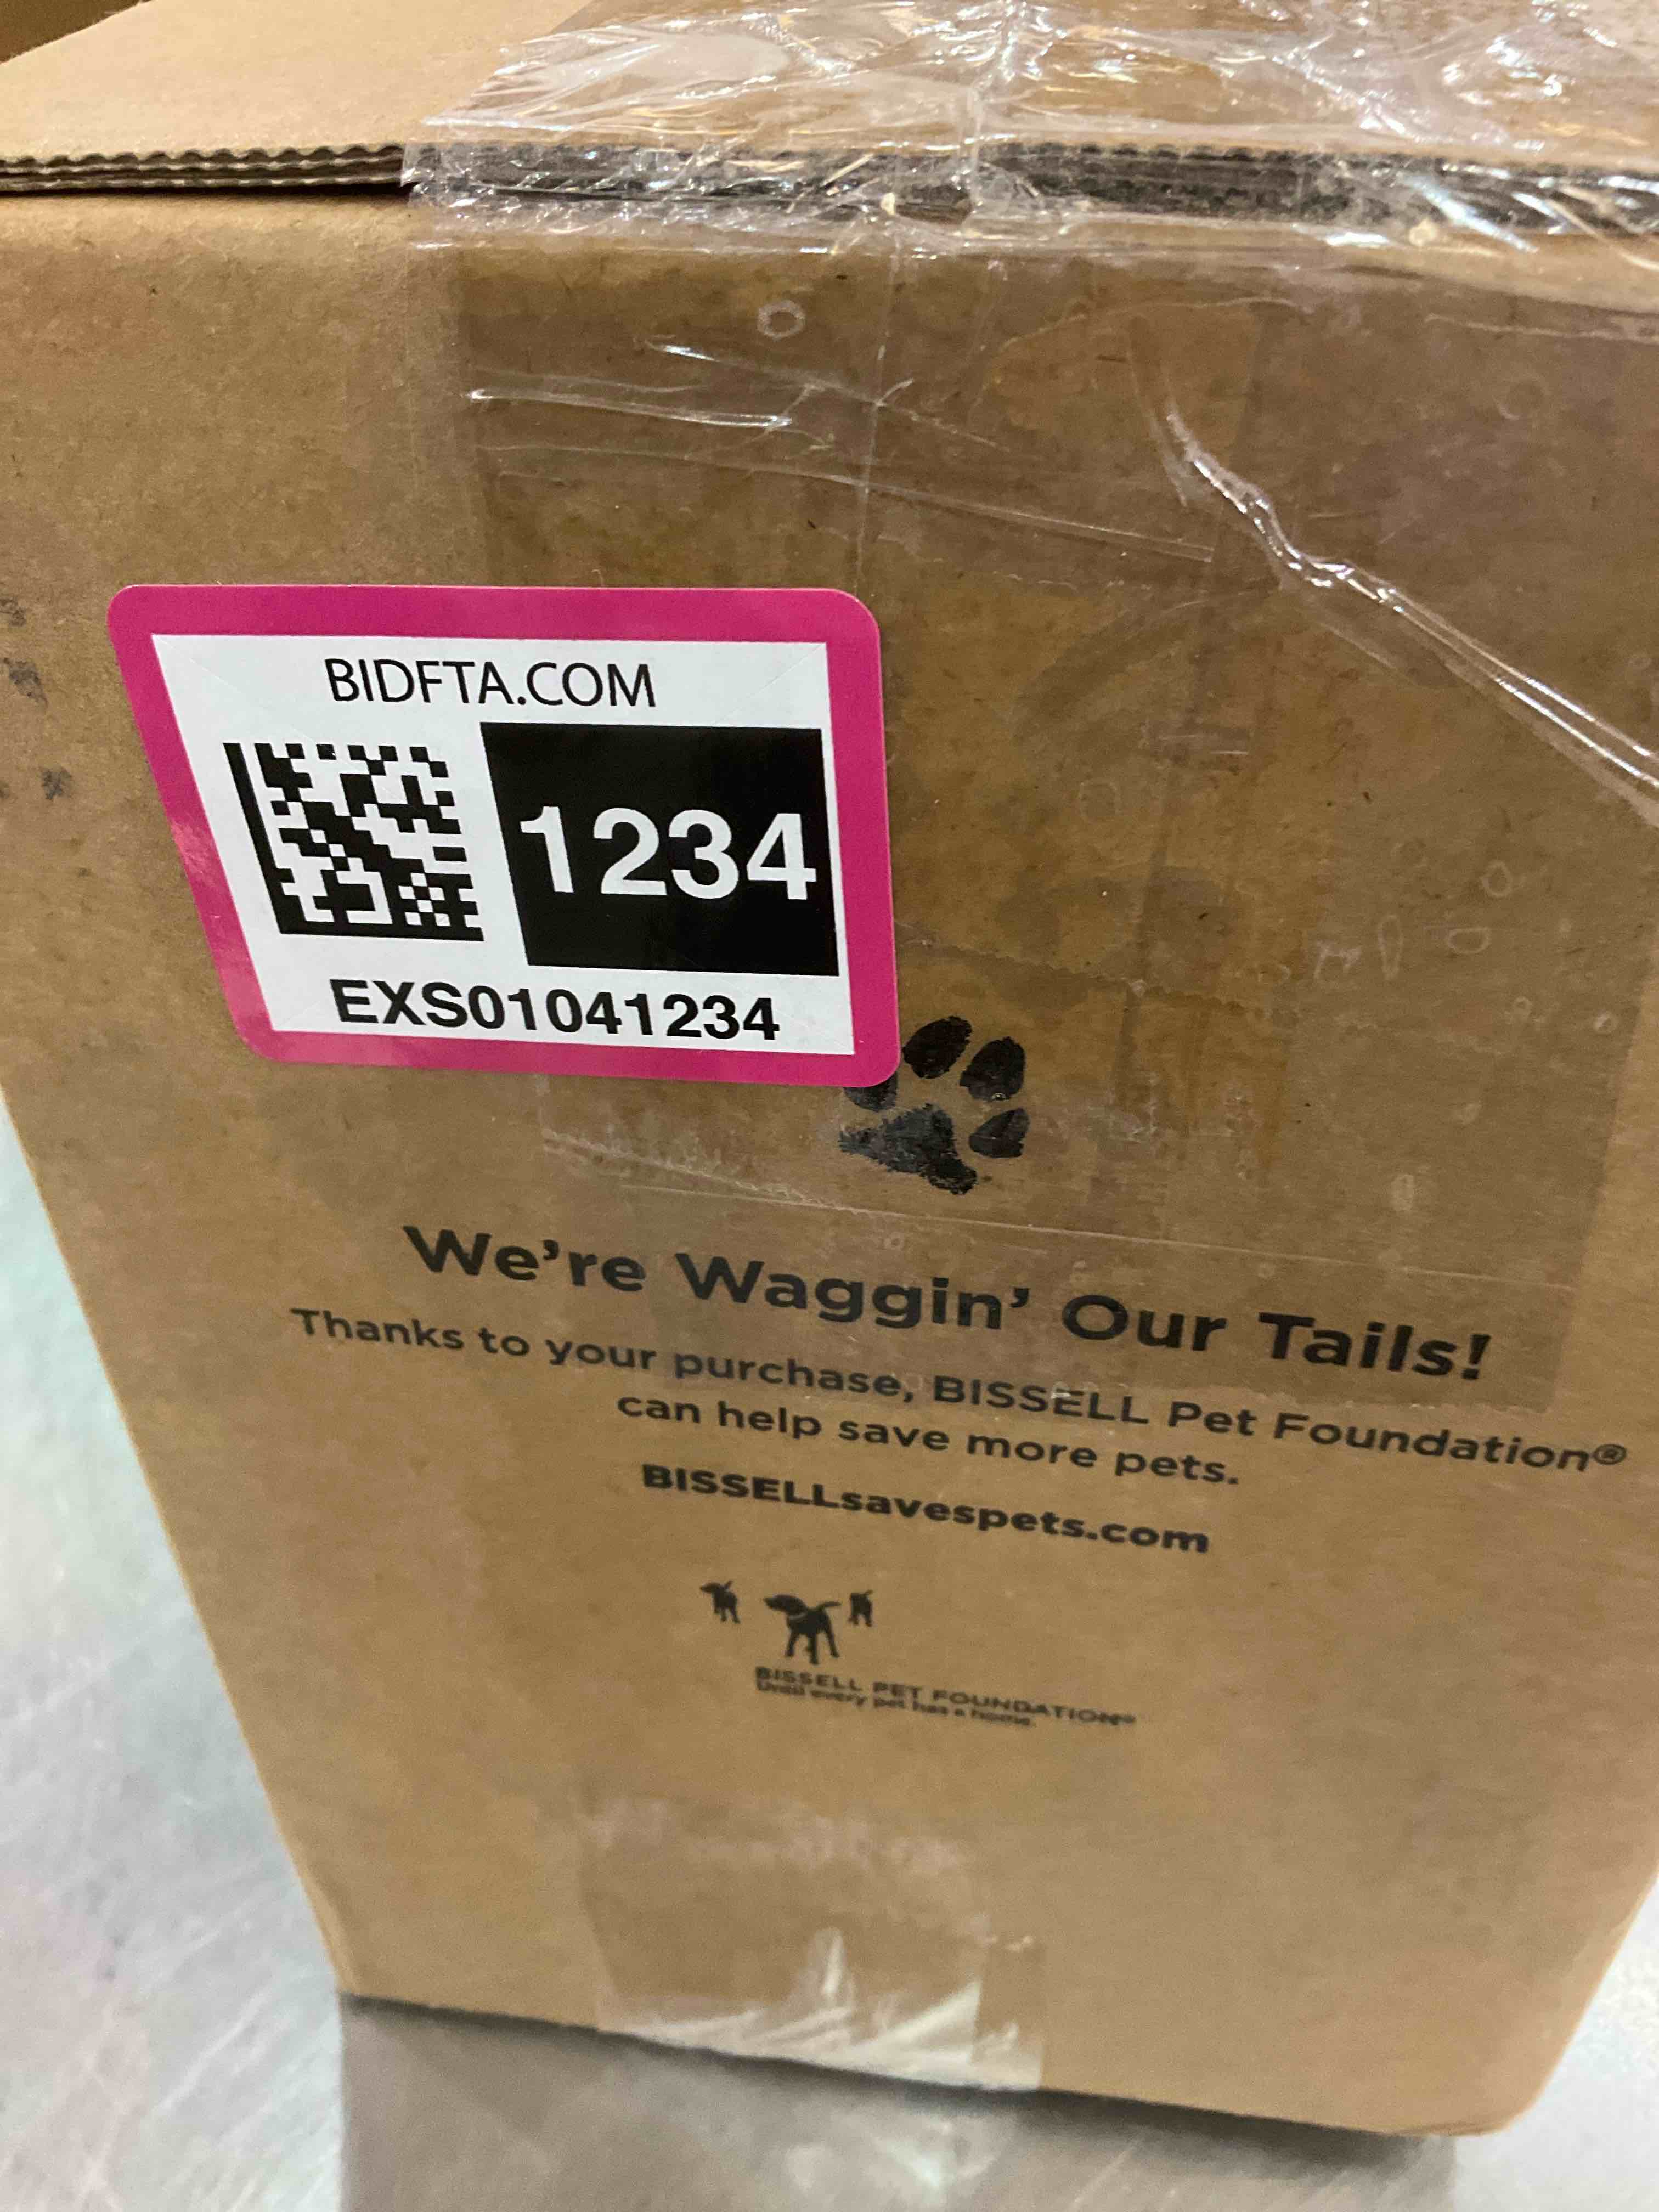 BIDFTA.COM
1234
EXS01041234
We're Waggin' Our Tails!
Thanks to your purchase, BISSELL Pet Foundation®
can help save more pets.
BISSELLsavespets.com
BISSELL PET FOUNDATION®
Until every pet has a home.